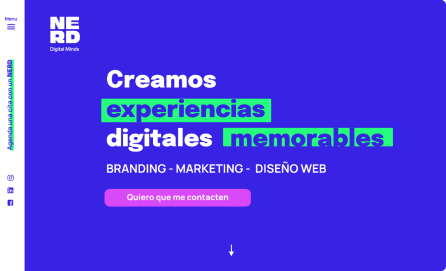 Menu
Agenda una cita con un NERD
NE
RD
Digital Minds
Creamos
experiencias
digitales memorables
BRANDING - MARKETING - DISEÑO WEB
Quiero que me contacten